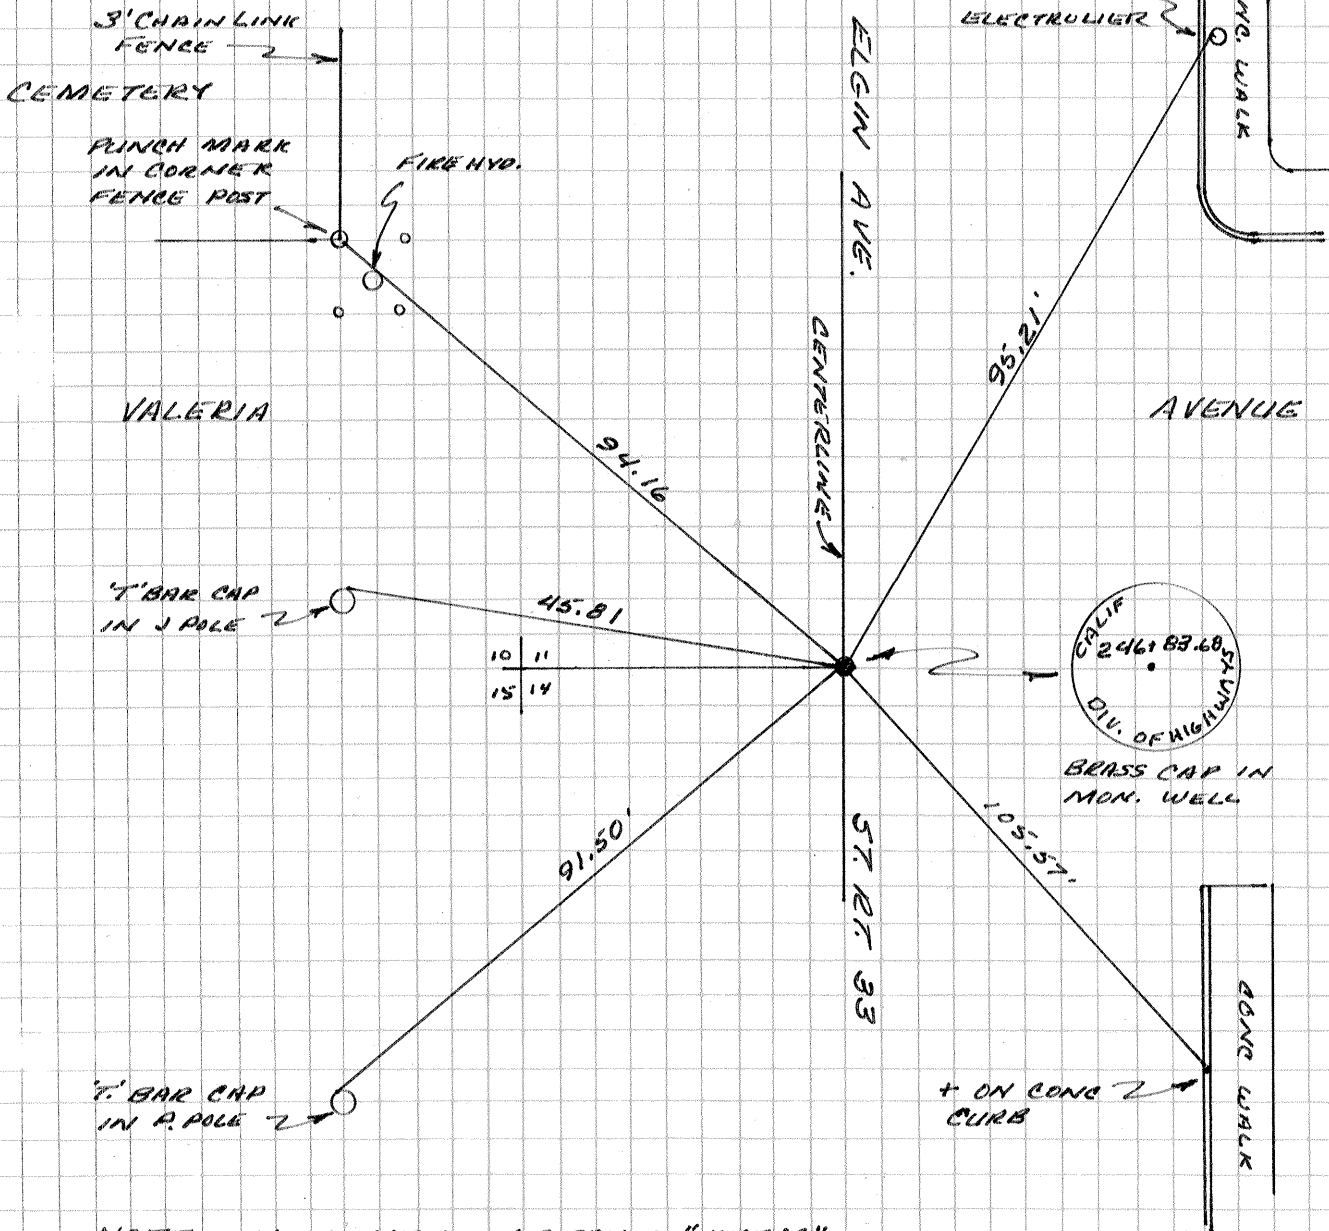 3' CHAIN LINK
FENCE
CEMETERY
PUNCH MARK
IN CORNER
FENCE POST
FIRE HYD.
ELGIN AVE.
ELECTRULIER
NC. WALK
CENTERLINE
95.21'
VALERIA
AVENUE
94.16
'T' BAR CAP
IN J POLE
45.81
10 11
15 14
CALIF
246+83.68
DIV. OF HIGHWAYS
BRASS CAP IN
MON. WELL
91.50'
105.57'
ST. RT. 33
'T.' BAR CAP
IN P. POLE
+ ON CONC
CURB
CONC WALK